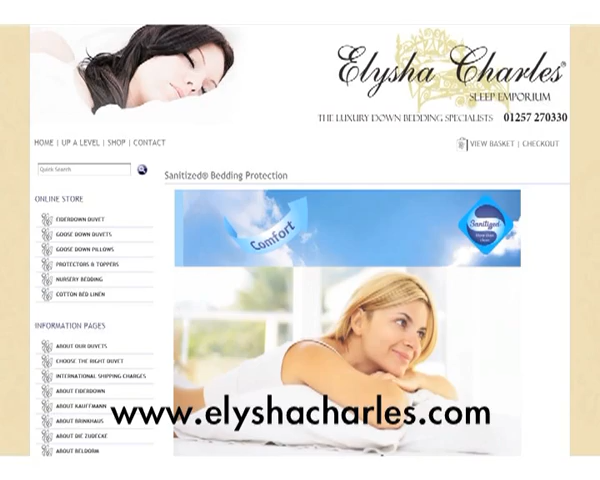 Elysha Charles®
SLEEP EMPORIUM
THE LUXURY DOWN BEDDING SPECIALISTS 01257 270330
HOME | UP A LEVEL | SHOP | CONTACT
VIEW BASKET | CHECKOUT
Quick Search
Sanitized® Bedding Protection
ONLINE STORE
EIDERDOWN DUVET
GOOSE DOWN DUVETS
GOOSE DOWN PILLOWS
PROTECTORS & TOPPERS
NURSERY BEDDING
COTTON BED LINEN
Comfort
Sanitized
INFORMATION PAGES
ABOUT OUR DUVETS
CHOOSE THE RIGHT DUVET
INTERNATIONAL SHIPPING CHARGES
ABOUT EIDERDOWN
ABOUT KAUFFMANN
ABOUT BRINKHAUS
ABOUT DIE ZUDECKE
ABOUT BELDORM
www.elyshacharles.com